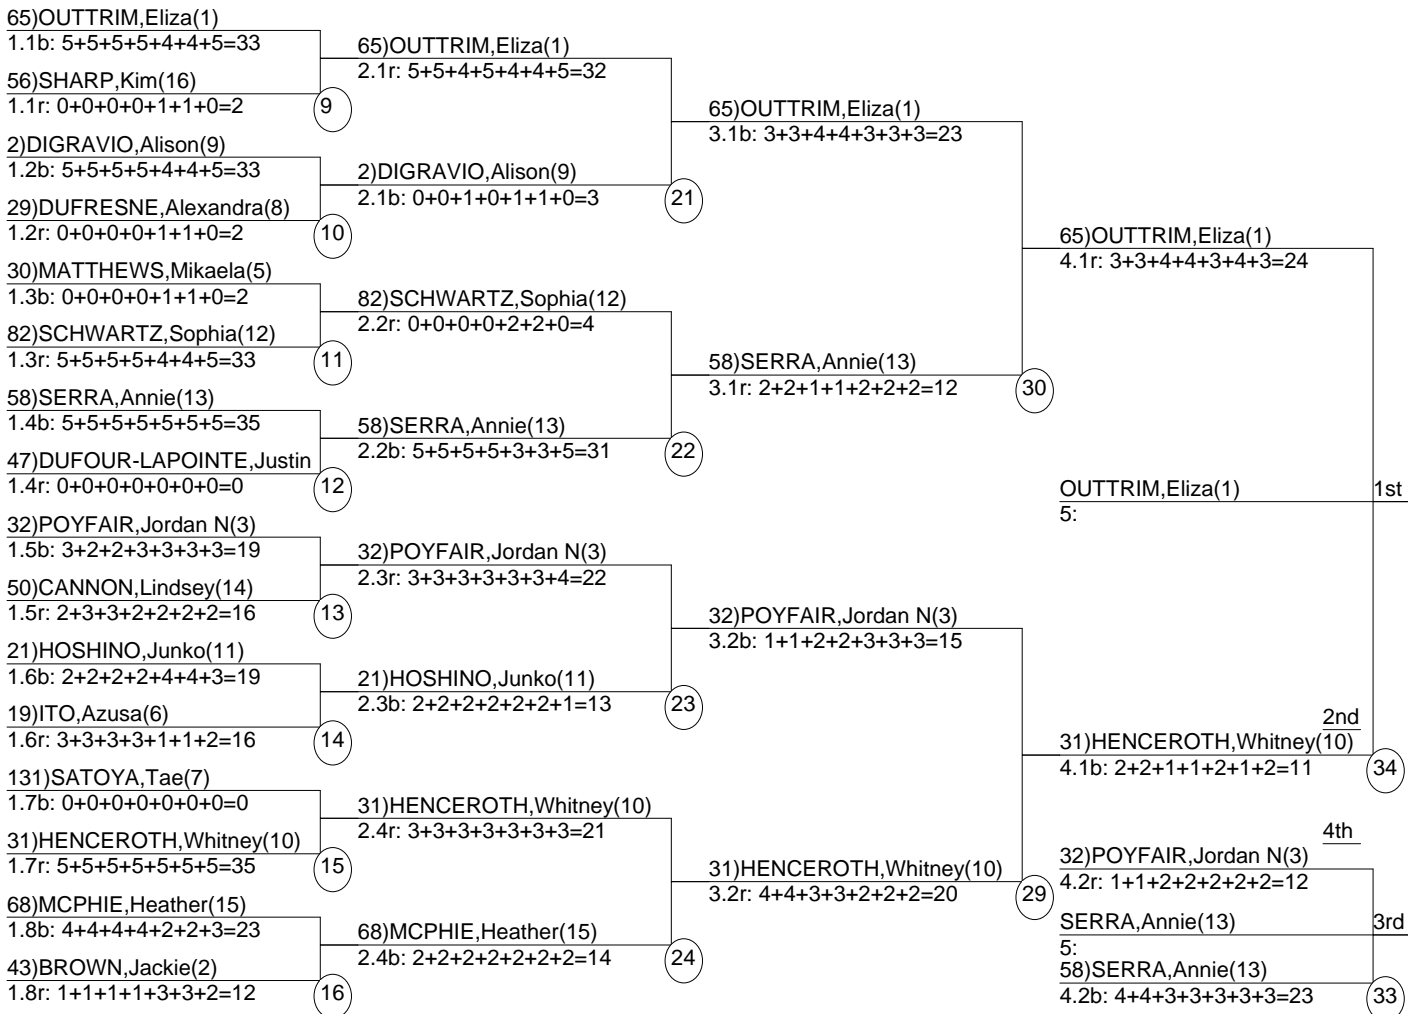 65)OUTTRIM,Eliza(1)
1.1b: 5+5+5+5+4+4+5=33
56)SHARP,Kim(16)
1.1r: 0+0+0+0+1+1+0=2
9
2)DIGRAVIO,Alison(9)
1.2b: 5+5+5+5+4+4+5=33
29)DUFRESNE,Alexandra(8)
1.2r: 0+0+0+0+1+1+0=2
10
30)MATTHEWS,Mikaela(5)
1.3b: 0+0+0+0+1+1+0=2
82)SCHWARTZ,Sophia(12)
1.3r: 5+5+5+5+4+4+5=33
11
58)SERRA,Annie(13)
1.4b: 5+5+5+5+5+5+5=35
47)DUFOUR-LAPOINTE,Justin
1.4r: 0+0+0+0+0+0+0=0
12
32)POYFAIR,Jordan N(3)
1.5b: 3+2+2+3+3+3+3=19
50)CANNON,Lindsey(14)
1.5r: 2+3+3+2+2+2+2=16
13
21)HOSHINO,Junko(11)
1.6b: 2+2+2+2+4+4+3=19
19)ITO,Azusa(6)
1.6r: 3+3+3+3+1+1+2=16
14
131)SATOYA,Tae(7)
1.7b: 0+0+0+0+0+0+0=0
31)HENCEROTH,Whitney(10)
1.7r: 5+5+5+5+5+5+5=35
15
68)MCPHIE,Heather(15)
1.8b: 4+4+4+4+2+2+3=23
43)BROWN,Jackie(2)
1.8r: 1+1+1+1+3+3+2=12
16
65)OUTTRIM,Eliza(1)
2.1r: 5+5+4+5+4+4+5=32
2)DIGRAVIO,Alison(9)
2.1b: 0+0+1+0+1+1+0=3
21
82)SCHWARTZ,Sophia(12)
2.2r: 0+0+0+0+2+2+0=4
58)SERRA,Annie(13)
2.2b: 5+5+5+5+3+3+5=31
22
32)POYFAIR,Jordan N(3)
2.3r: 3+3+3+3+3+3+4=22
21)HOSHINO,Junko(11)
2.3b: 2+2+2+2+2+2+1=13
23
31)HENCEROTH,Whitney(10)
2.4r: 3+3+3+3+3+3+3=21
68)MCPHIE,Heather(15)
2.4b: 2+2+2+2+2+2+2=14
24
65)OUTTRIM,Eliza(1)
3.1b: 3+3+4+4+3+3+3=23
58)SERRA,Annie(13)
3.1r: 2+2+1+1+2+2+2=12
30
32)POYFAIR,Jordan N(3)
3.2b: 1+1+2+2+3+3+3=15
31)HENCEROTH,Whitney(10)
3.2r: 4+4+3+3+2+2+2=20
29
65)OUTTRIM,Eliza(1)
4.1r: 3+3+4+4+3+4+3=24
OUTTRIM,Eliza(1) 1st
5:
2nd
31)HENCEROTH,Whitney(10)
4.1b: 2+2+1+1+2+1+2=11
34
4th
32)POYFAIR,Jordan N(3)
4.2r: 1+1+2+2+2+2+2=12
SERRA,Annie(13) 3rd
5:
58)SERRA,Annie(13)
4.2b: 4+4+3+3+3+3+3=23
33